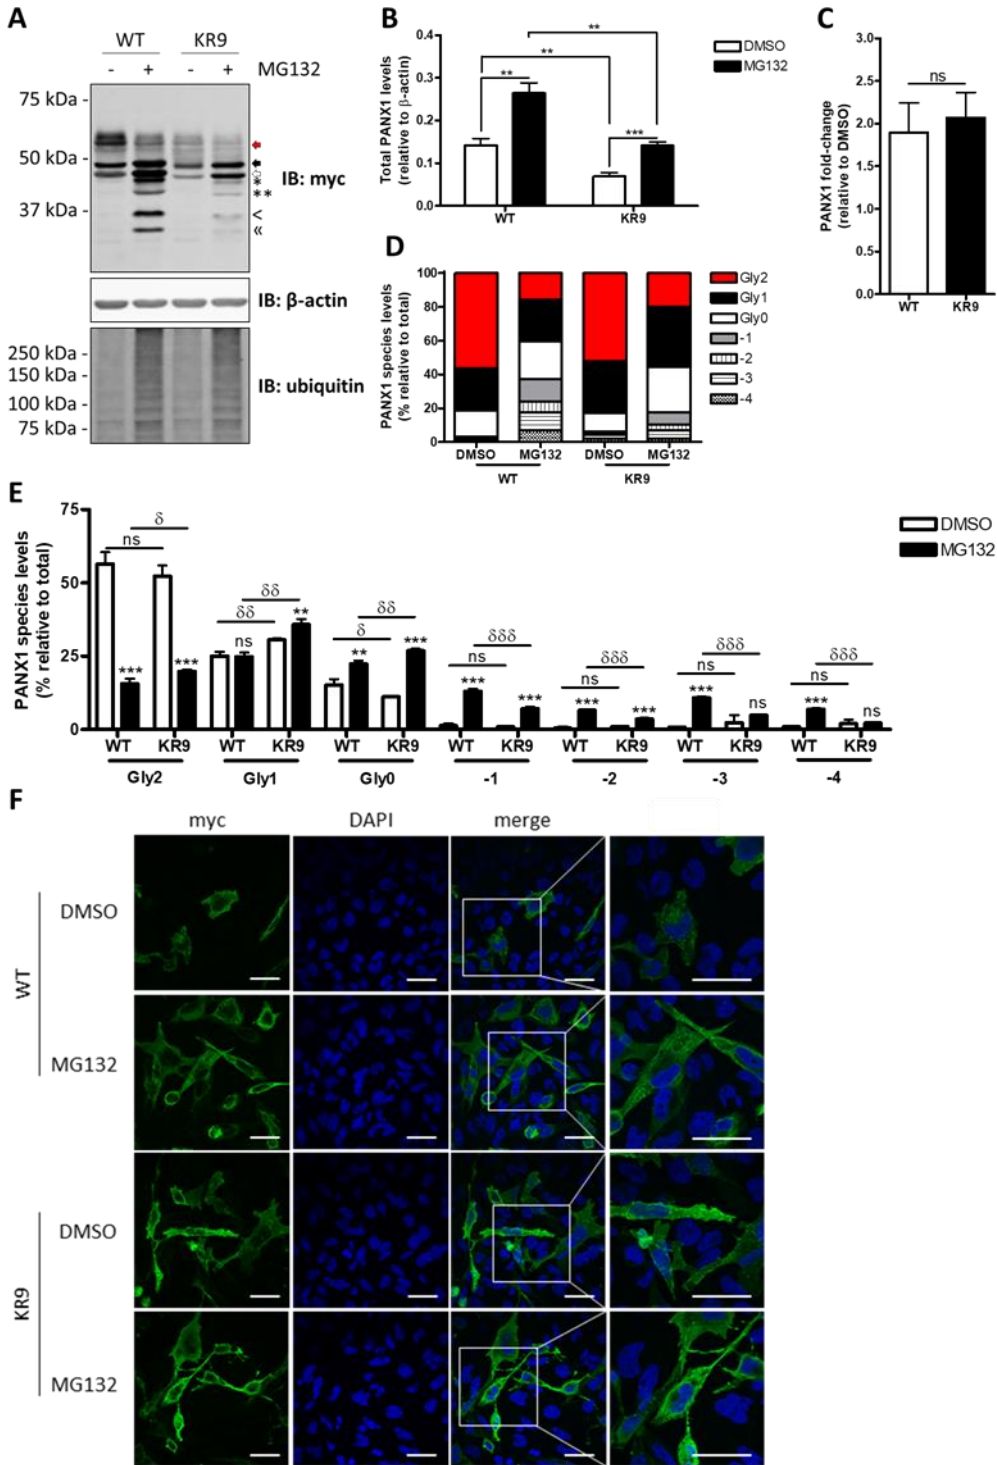 A
WT KR9
- + - + MG132
75 kDa -
50 kDa -
*
**
37 kDa -
<
«
IB: myc
IB: β-actin
250 kDa -
150 kDa -
100 kDa -
75 kDa -
IB: ubiquitin
B
Total PANX1 levels
(relative to β-actin)
0.4
0.3
0.2
0.1
0.0
** ** ** ***
WT KR9
DMSO
MG132
C
PANX1 fold-change
(relative to DMSO)
2.0
2.5
2.0
1.5
1.0
0.5
0.0
ns
WT KR9
D
PANX1 species levels
(% relative to total)
100
80
60
40
20
0
DMSO MG132 DMSO MG132
WT KR9
Gly2
Gly1
Gly0
-1
-2
-3
-4
E
PANX1 species levels
(% relative to total)
75
50
25
0
δ
ns
*** ***
δδ
δδ
ns **
δδ
δ
** ***
δδδ
ns
*** ***
δδδ
ns
*** ***
δδδ
ns
*** ns
δδδ
ns
*** ns
WT KR9 WT KR9 WT KR9 WT KR9 WT KR9 WT KR9 WT KR9
Gly2 Gly1 Gly0 -1 -2 -3 -4
DMSO
MG132
F
myc DAPI merge
WT
DMSO
MG132
KR9
DMSO
MG132